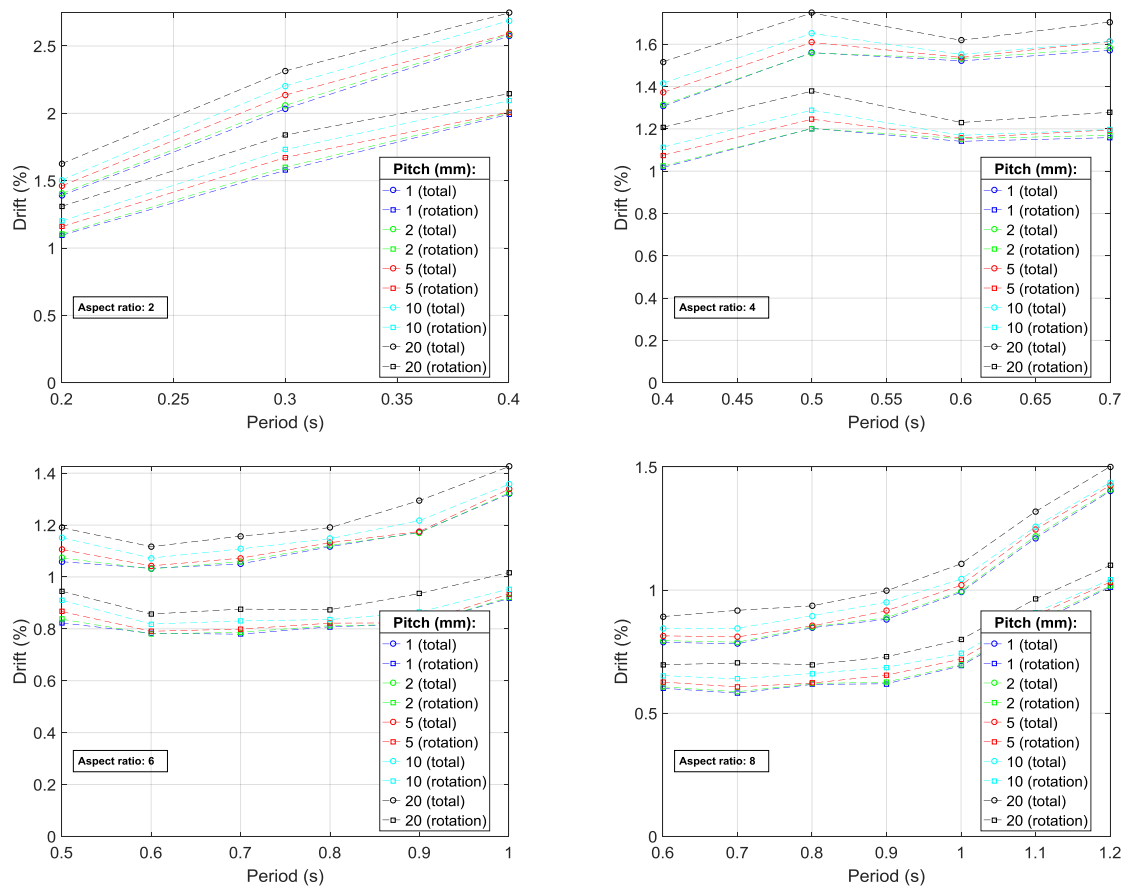 2.5
2
1.5
1
0.5
0
Drift (%)
0.2
0.25
0.3
0.35
0.4
Period (s)
Aspect ratio: 2
Pitch (mm):
1 (total)
1 (rotation)
2 (total)
2 (rotation)
5 (total)
5 (rotation)
10 (total)
10 (rotation)
20 (total)
20 (rotation)
1.6
1.4
1.2
1
0.8
0.6
0.4
0.2
0
Drift (%)
0.4
0.45
0.5
0.55
0.6
0.65
0.7
Period (s)
Aspect ratio: 4
Pitch (mm):
1 (total)
1 (rotation)
2 (total)
2 (rotation)
5 (total)
5 (rotation)
10 (total)
10 (rotation)
20 (total)
20 (rotation)
1.4
1.2
1
0.8
0.6
0.4
0.2
0
Drift (%)
0.5
0.6
0.7
0.8
0.9
1
Period (s)
Aspect ratio: 6
Pitch (mm):
1 (total)
1 (rotation)
2 (total)
2 (rotation)
5 (total)
5 (rotation)
10 (total)
10 (rotation)
20 (total)
20 (rotation)
1.5
1
0.5
0
Drift (%)
0.6
0.7
0.8
0.9
1
1.1
1.2
Period (s)
Aspect ratio: 8
Pitch (mm):
1 (total)
1 (rotation)
2 (total)
2 (rotation)
5 (total)
5 (rotation)
10 (total)
10 (rotation)
20 (total)
20 (rotation)